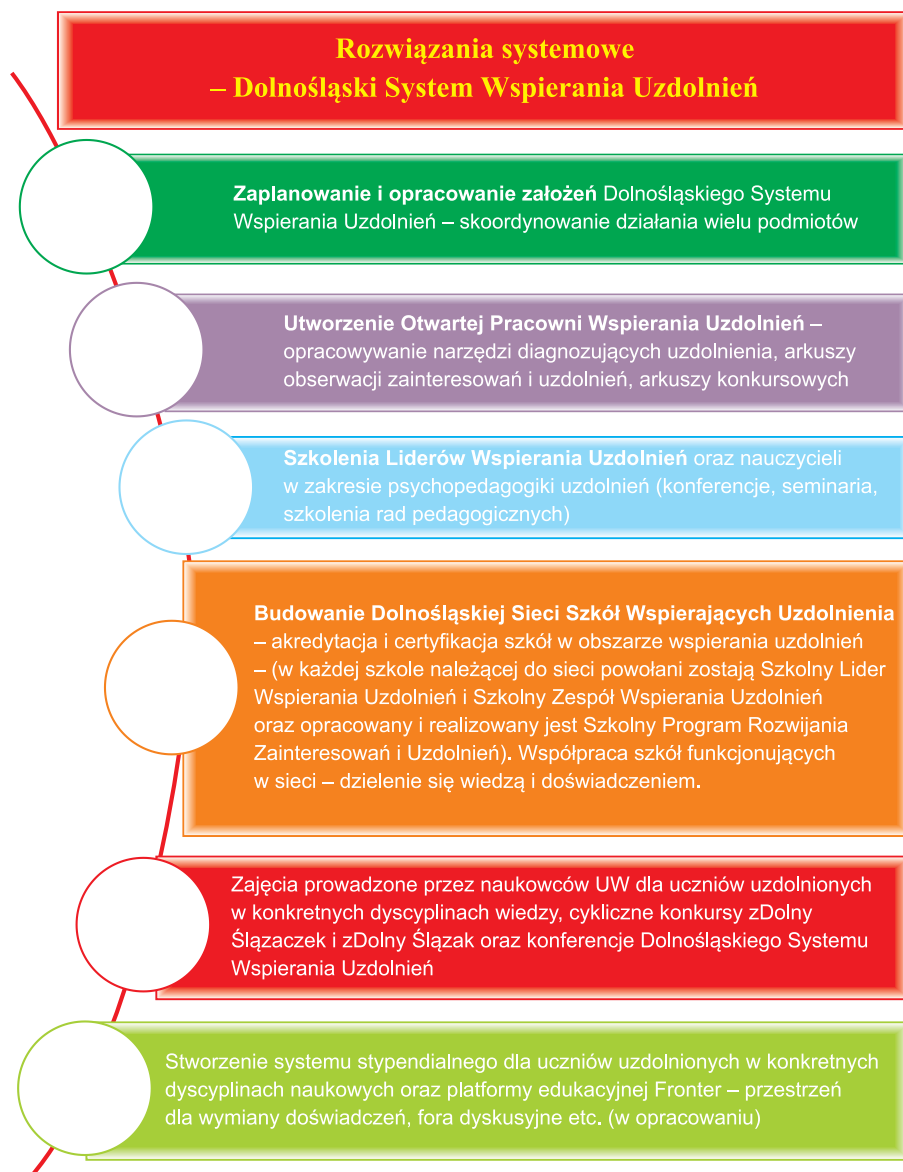 Rozwiązania systemowe
– Dolnośląski System Wspierania Uzdolnień
Zaplanowanie i opracowanie założeń Dolnośląskiego Systemu
Wspierania Uzdolnień – skoordynowanie działania wielu podmiotów
Utworzenie Otwartej Pracowni Wspierania Uzdolnień –
opracowywanie narzędzi diagnozujących uzdolnienia, arkuszy
obserwacji zainteresowań i uzdolnień, arkuszy konkursowych
Szkolenia Liderów Wspierania Uzdolnień oraz nauczycieli
w zakresie psychopedagogiki uzdolnień (konferencje, seminaria,
szkolenia rad pedagogicznych)
Budowanie Dolnośląskiej Sieci Szkół Wspierających Uzdolnienia
– akredytacja i certyfikacja szkół w obszarze wspierania uzdolnień
– (w każdej szkole należącej do sieci powołani zostają Szkolny Lider
Wspierania Uzdolnień i Szkolny Zespół Wspierania Uzdolnień
oraz opracowany i realizowany jest Szkolny Program Rozwijania
Zainteresowań i Uzdolnień). Współpraca szkół funkcjonujących
w sieci – dzielenie się wiedzą i doświadczeniem.
Zajęcia prowadzone przez naukowców UW dla uczniów uzdolnionych
w konkretnych dyscyplinach wiedzy, cykliczne konkursy zDolny
Ślązaczek i zDolny Ślązak oraz konferencje Dolnośląskiego Systemu
Wspierania Uzdolnień
Stworzenie systemu stypendialnego dla uczniów uzdolnionych w konkretnych
dyscyplinach naukowych oraz platformy edukacyjnej Fronter – przestrzeń
dla wymiany doświadczeń, fora dyskusyjne etc. (w opracowaniu)